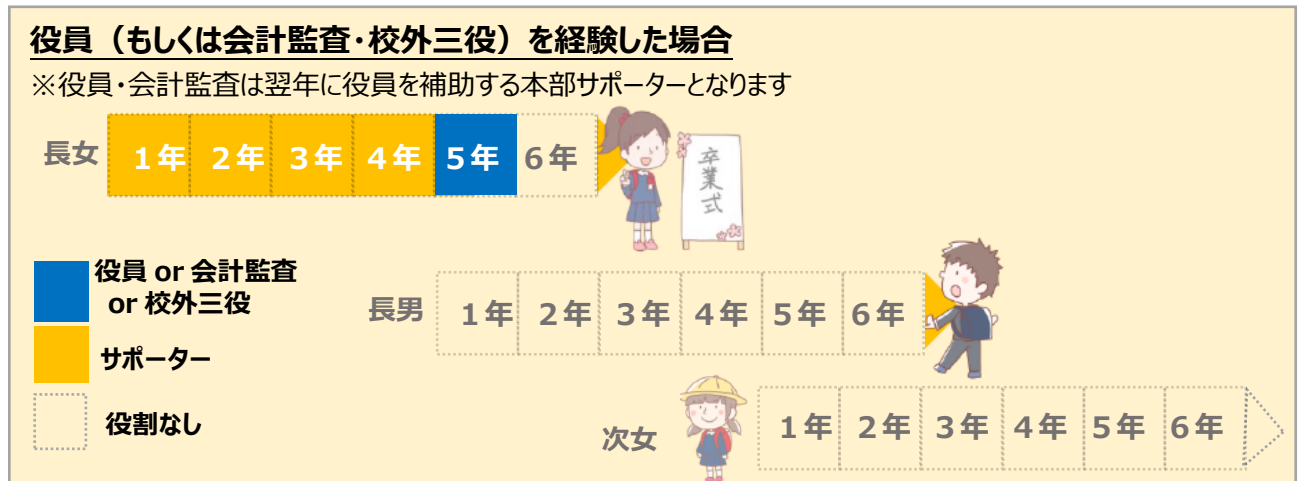 役員（もしくは会計監査・校外三役）を経験した場合
※役員・会計監査は翌年に役員を補助する本部サポーターとなります
長女 1年 2年 3年 4年 5年 6年
卒業式
役員 or 会計監査
or 校外三役
長男 1年 2年 3年 4年 5年 6年
サポーター
役割なし
次女 1年 2年 3年 4年 5年 6年